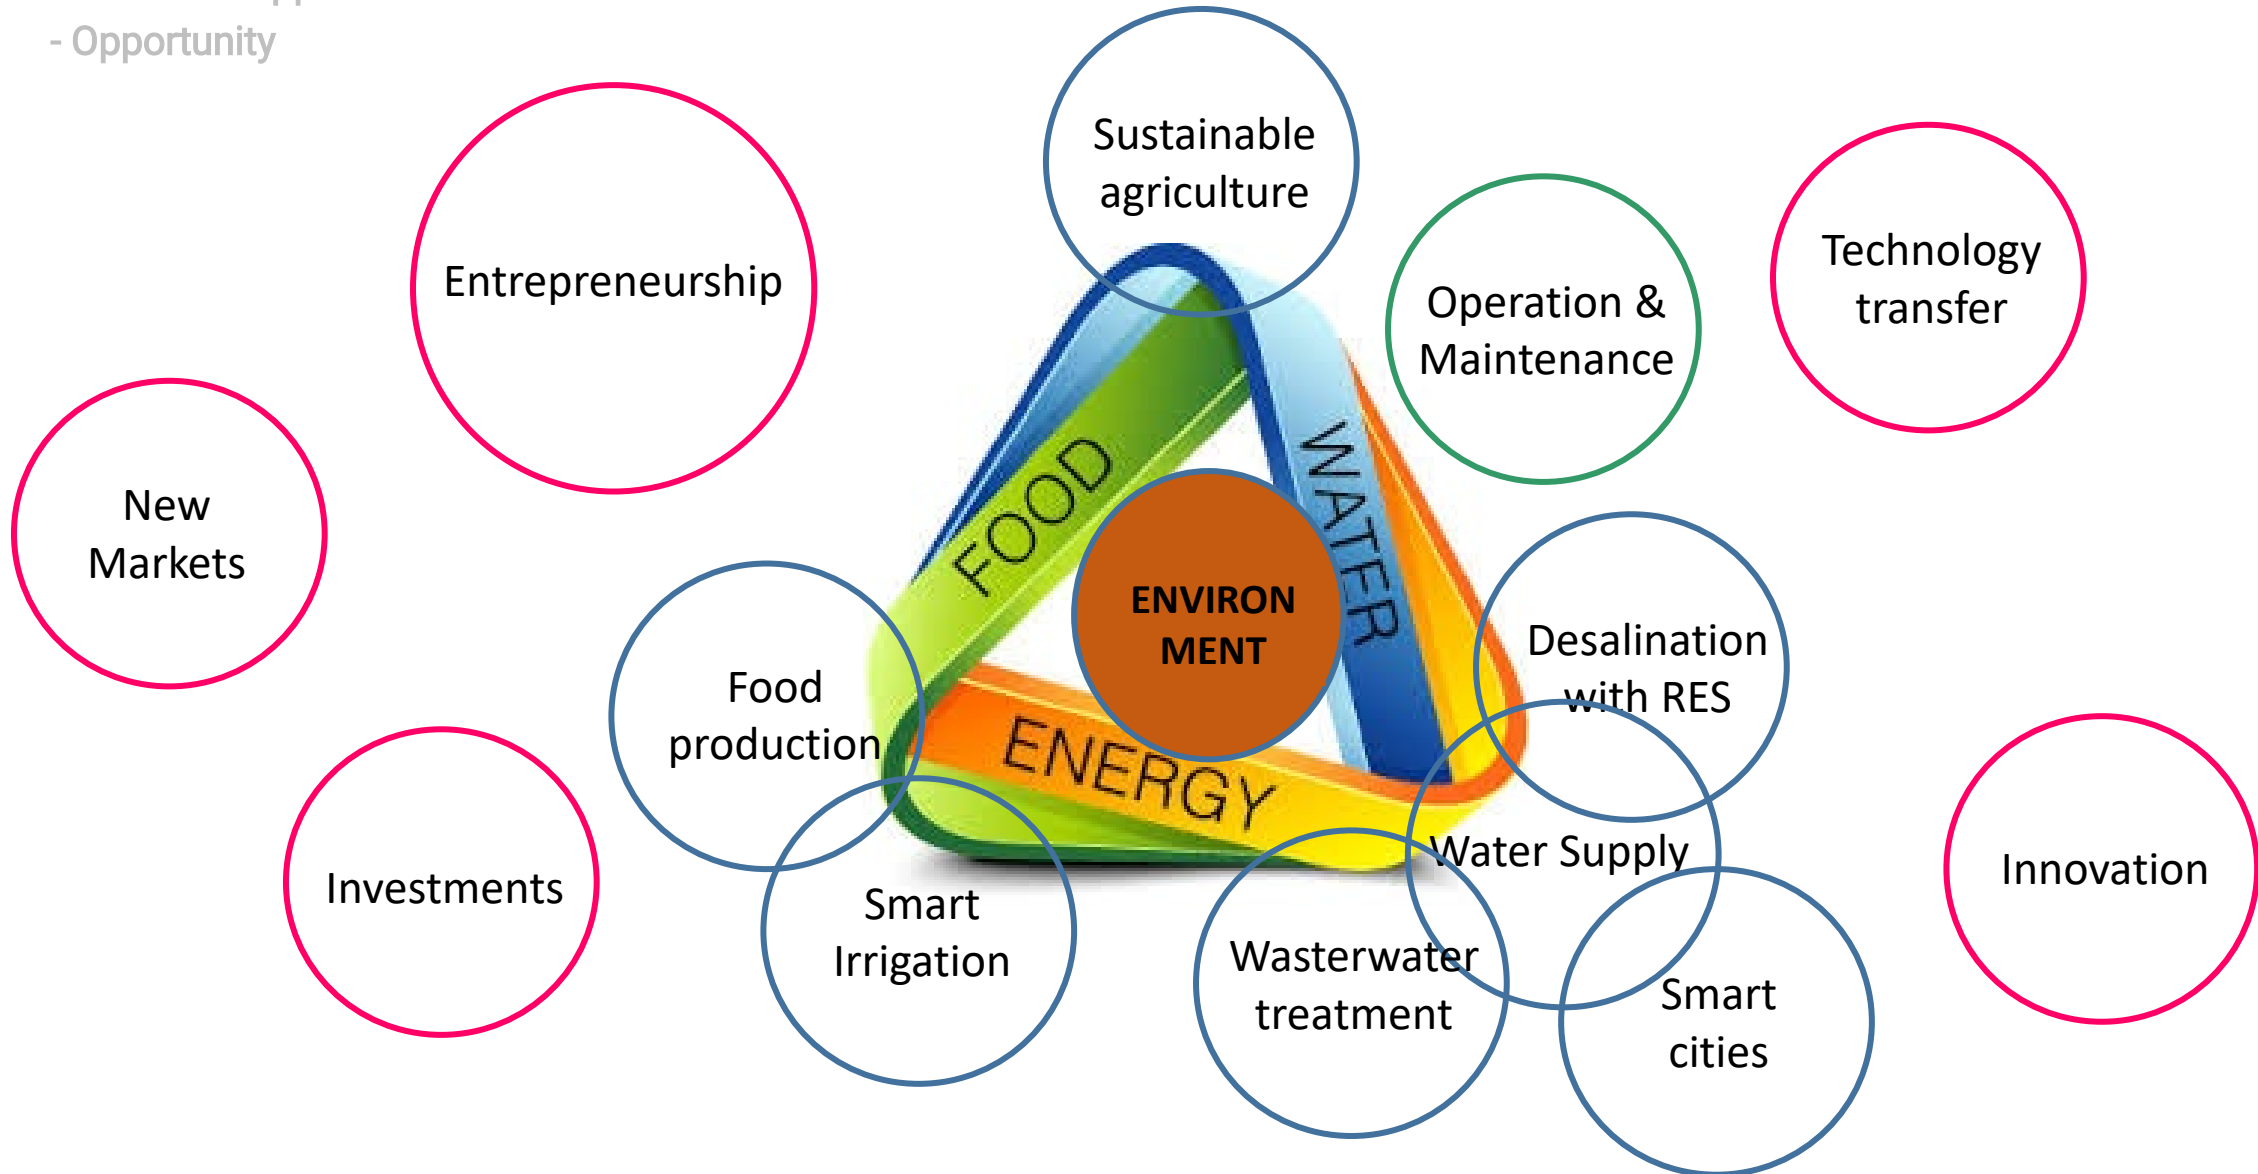 - Opportunity
Sustainable
agriculture
Entrepreneurship
Operation &
Maintenance
Technology
transfer
New
Markets
FOOD
WATER
ENVIRON
MENT
Desalination
with RES
Food
production
ENERGY
Water Supply
Investments
Smart
Irrigation
Wasterwater
treatment
Smart
cities
Innovation